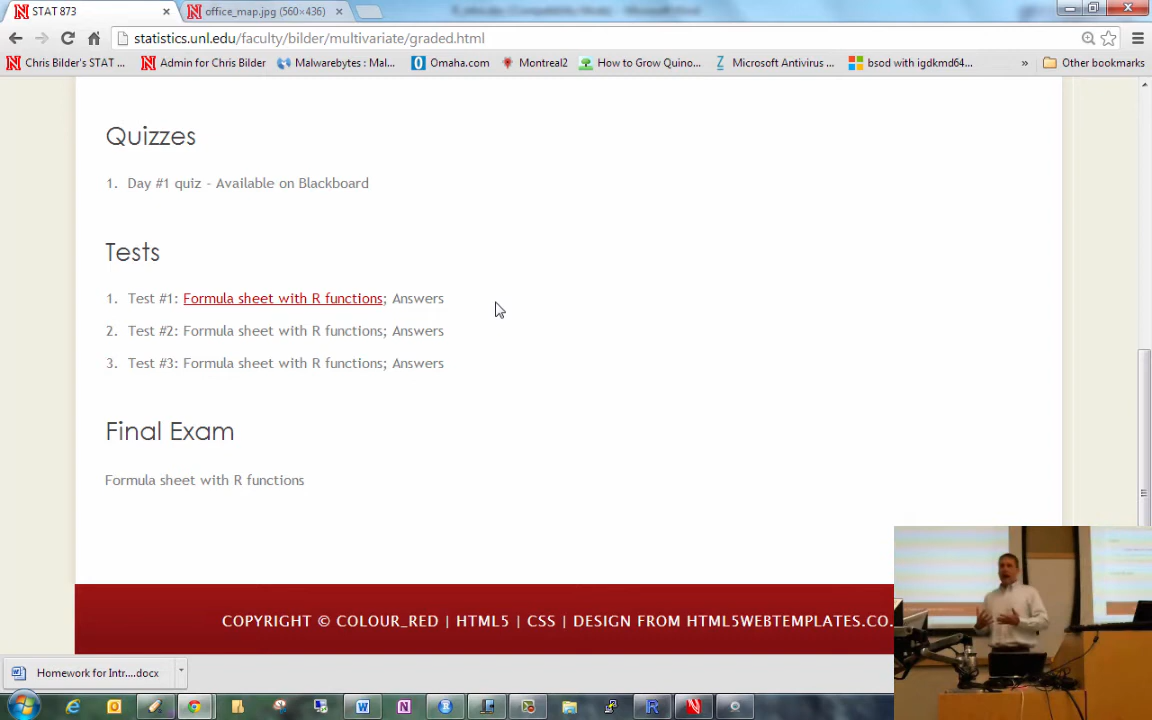 STAT 873
office_map.jpg (560×436)
statistics.unl.edu/faculty/bilder/multivariate/graded.html
Chris Bilder's STAT ...
Admin for Chris Bilder
Malwarebytes : Mal...
Omaha.com
Montreal2
How to Grow Quino...
Microsoft Antivirus ...
bsod with igdkmd64...
»
Other bookmarks
Quizzes
1. Day #1 quiz - Available on Blackboard
Tests
1. Test #1: Formula sheet with R functions; Answers
2. Test #2: Formula sheet with R functions; Answers
3. Test #3: Formula sheet with R functions; Answers
Final Exam
Formula sheet with R functions
COPYRIGHT © COLOUR_RED | HTML5 | CSS | DESIGN FROM HTML5WEBTEMPLATES.CO.
Homework for Intr....docx